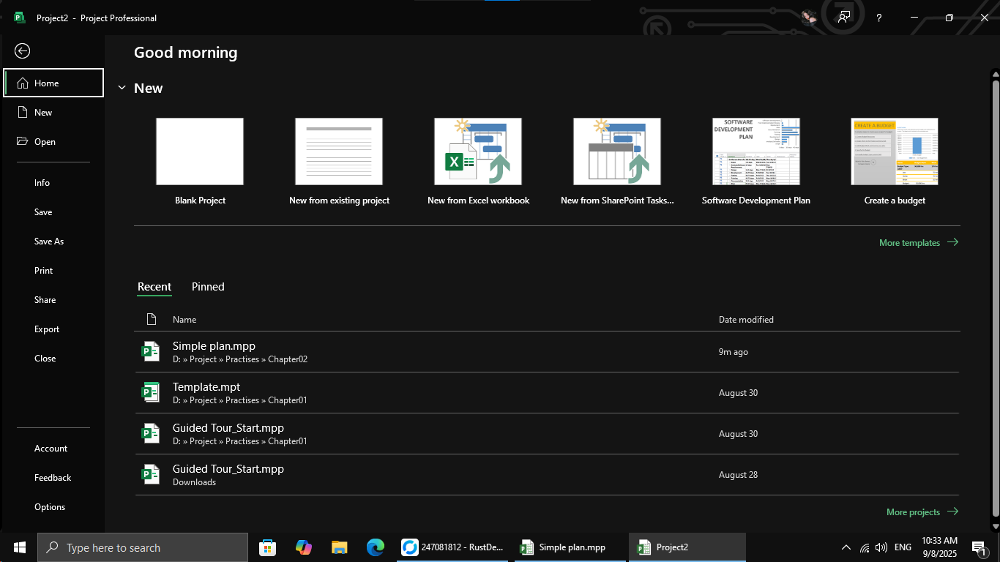 Project2 - Project Professional
?
Good morning
Home
New
Open
Info
Save
Save As
Print
Share
Export
Close
Account
Feedback
Options
New
SOFTWARE
DEVELOPMENT
PLAN
CREATE A BUDGET
Blank Project
New from existing project
New from Excel workbook
New from SharePoint Tasks...
Software Development Plan
Create a budget
More templates
Recent
Pinned
Name
Date modified
Simple plan.mpp
D: » Project » Practises » Chapter02
9m ago
Template.mpt
D: » Project » Practises » Chapter01
August 30
Guided Tour_Start.mpp
D: » Project » Practises » Chapter01
August 30
Guided Tour_Start.mpp
Downloads
August 28
More projects
Type here to search
247081812 - RustDe...
Simple plan.mpp
Project2
ENG
10:33 AM
9/8/2025
1